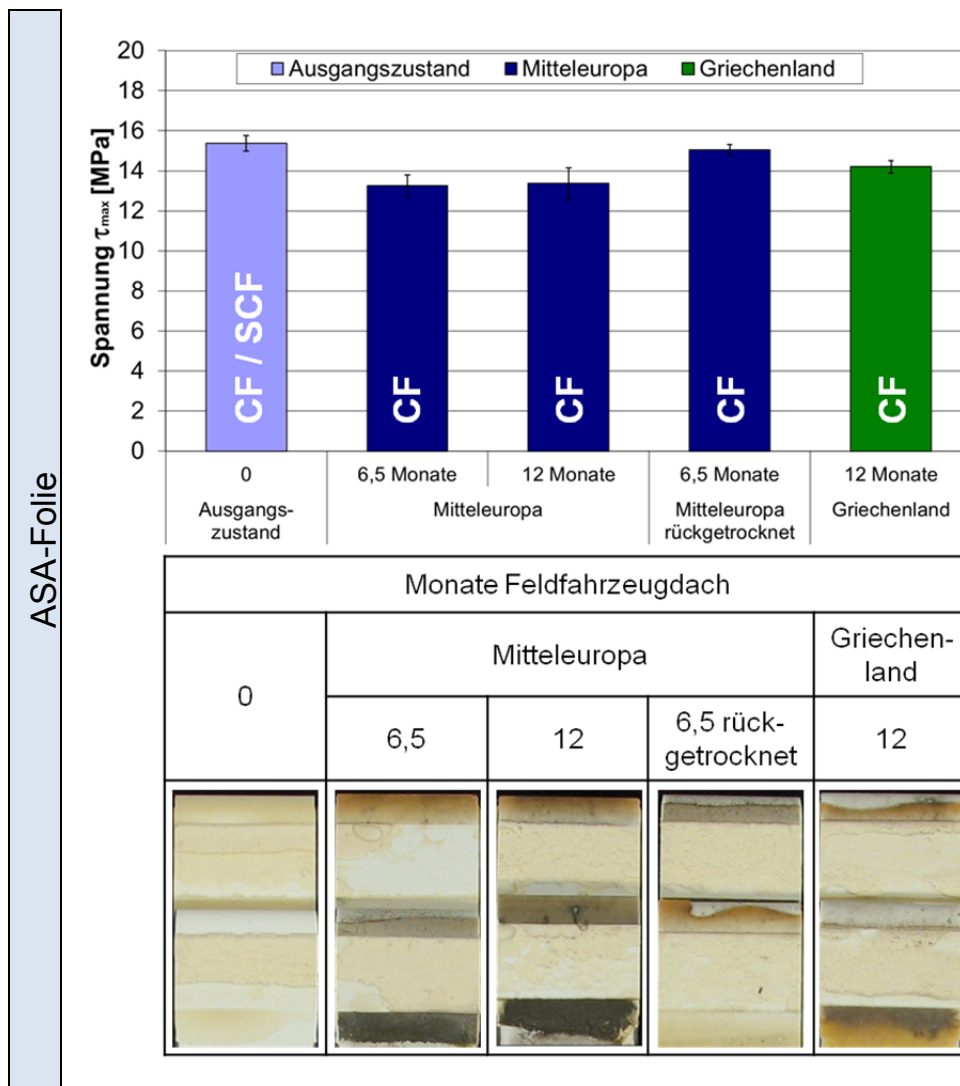 ASA-Folie
20
18
16
14
12
10
8
6
4
2
0
Spannung τmax [MPa]
Ausgangszustand Mitteleuropa Griechenland
CF / SCF
CF
CF
CF
CF
0 6,5 Monate 12 Monate 6,5 Monate 12 Monate
Ausgangs-
zustand
Mitteleuropa
Mitteleuropa
rückgetrocknet
Griechenland
Monate Feldfahrzeugdach
0
Mitteleuropa
Griechen-
land
6,5
12
6,5 rück-
getrocknet
12